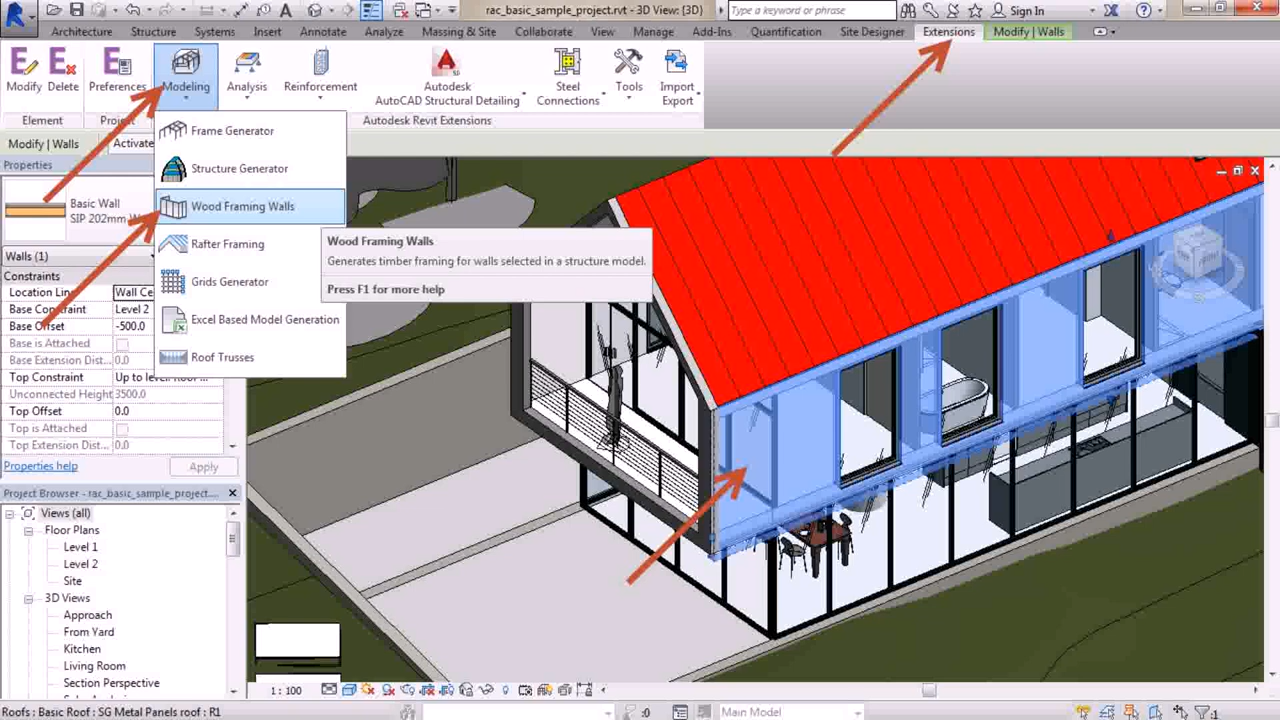 rac_basic_sample_project.rvt - 3D View: {3D}
Type a keyword or phrase
Sign In
Architecture Structure Systems Insert Annotate Analyze Massing & Site Collaborate View Manage Add-Ins Quantification Site Designer Extensions Modify | Walls
Modify Delete Preferences Modeling Analysis Reinforcement Autodesk Steel Tools Import
AutoCAD Structural Detailing Connections Export
Element Autodesk Revit Extensions
Modify | Walls
Properties
Basic Wall
SIP 202mm
Walls (1)
Constraints
Location Lin Wall Ce
Base Constraint Level 2
Base Offset -500.0
Base is Attached
Base Extension Dist... 0.0
Top Constraint Up to level:
Unconnected Height 3500.0
Top Offset 0.0
Top is Attached
Top Extension Dist... 0.0
Properties help Apply
Frame Generator
Structure Generator
Wood Framing Walls
Rafter Framing
Grids Generator
Excel Based Model Generation
Roof Trusses
Wood Framing Walls
Generates timber framing for walls selected in a structure model.
Press F1 for more help
Project Browser - rac_basic_sample_project....
Views (all)
Floor Plans
Level 1
Level 2
Site
3D Views
Approach
From Yard
Kitchen
Living Room
Section Perspective
1 : 100
Roofs : Basic Roof : SG Metal Panels roof : R1
:0
Main Model
:1